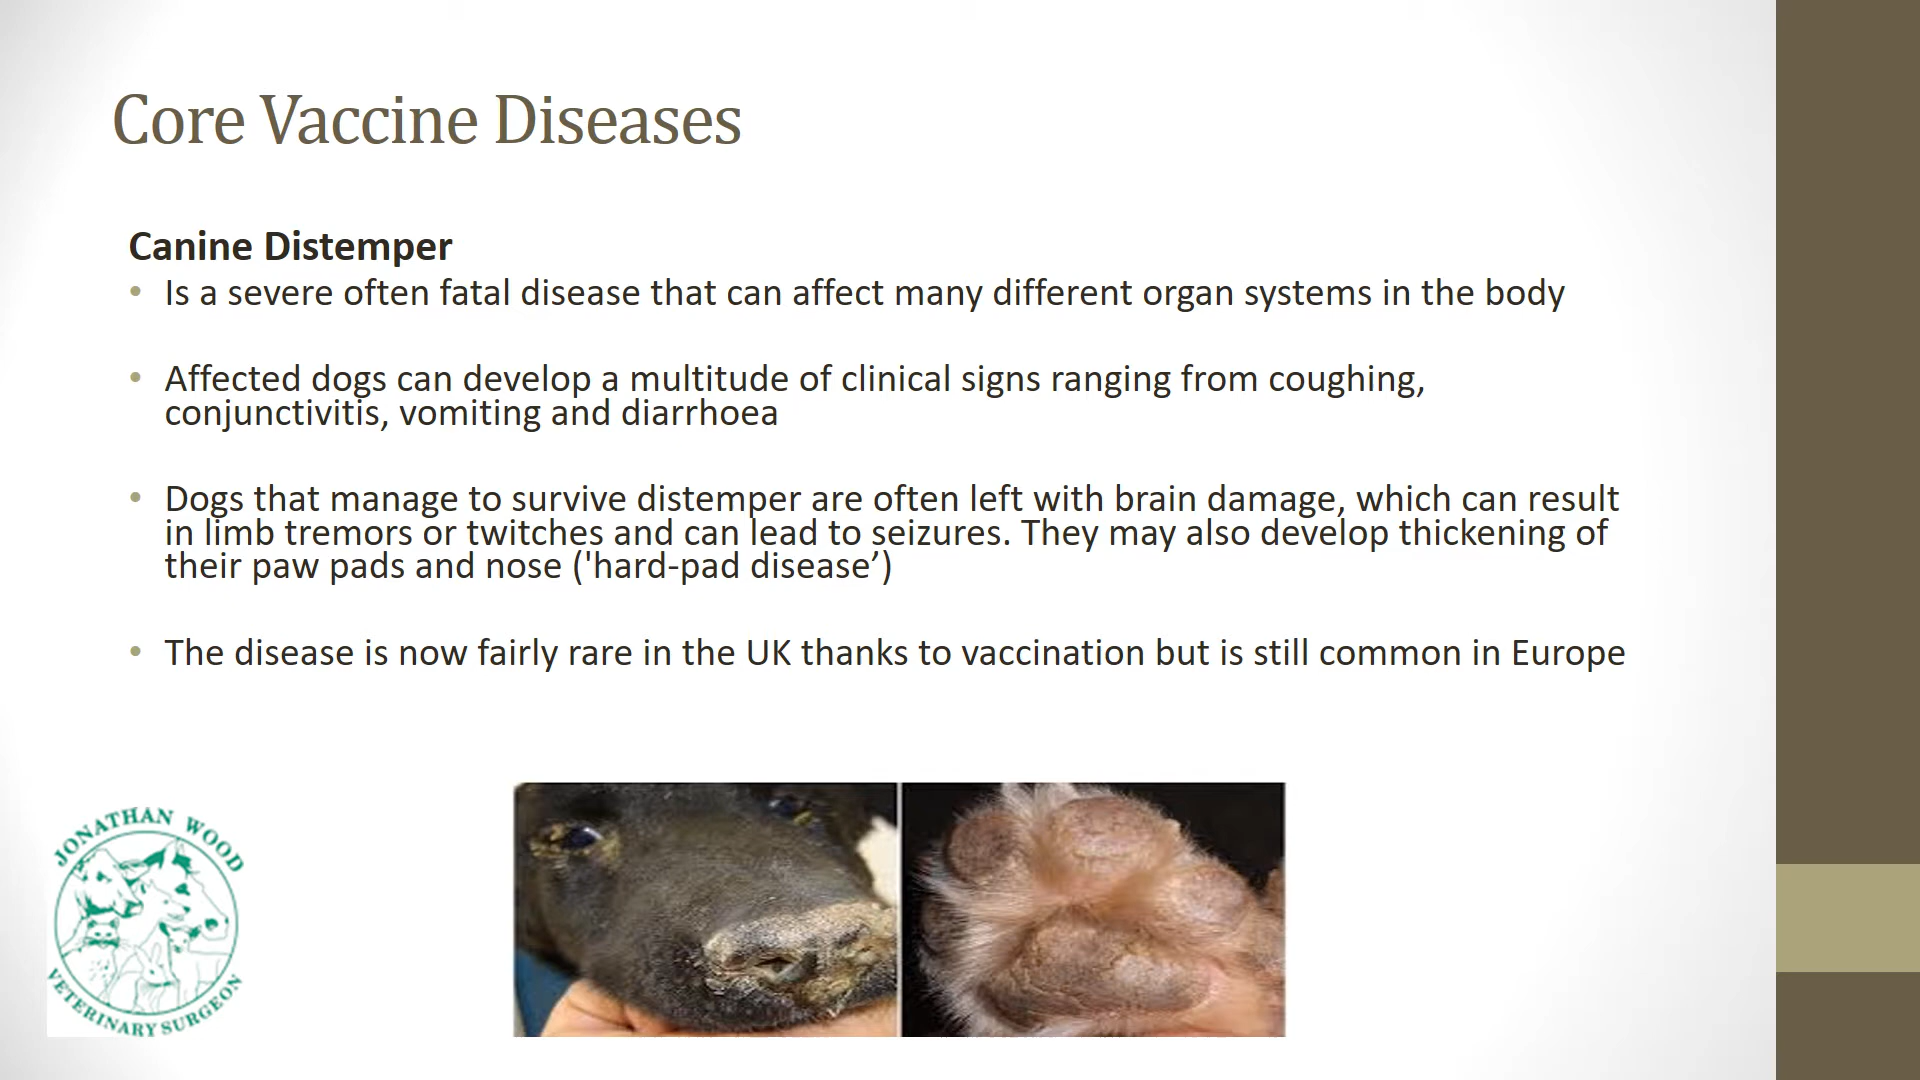 Core Vaccine Diseases
Canine Distemper
• Is a severe often fatal disease that can affect many different organ systems in the body
• Affected dogs can develop a multitude of clinical signs ranging from coughing,
conjunctivitis, vomiting and diarrhoea
• Dogs that manage to survive distemper are often left with brain damage, which can result
in limb tremors or twitches and can lead to seizures. They may also develop thickening of
their paw pads and nose ('hard-pad disease’)
• The disease is now fairly rare in the UK thanks to vaccination but is still common in Europe
JONATHAN WOOD
VETERINARY SURGEON